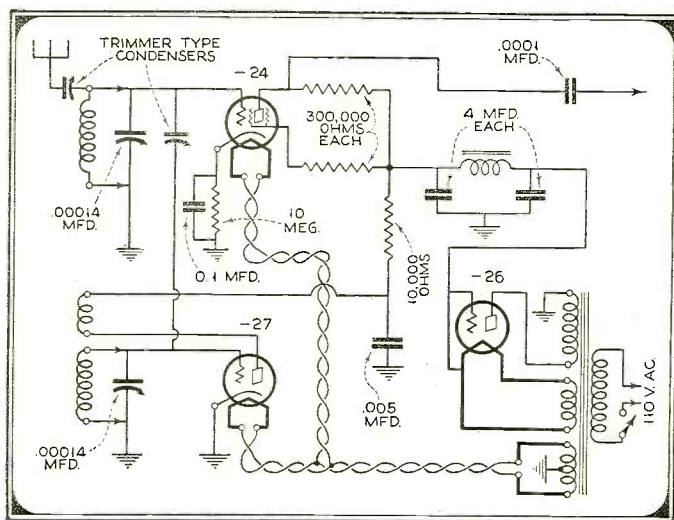 TRIMMER TYPE
CONDENSERS
-24
.0001
MFD.
300,000
OHMS
EACH
4 MFD.
EACH
.00014
MFD.
10
MEG.
0.1 MFD.
10,000
OHMS
-26
-27
.005
MFD.
110 V. AC.
.00014
MFD.